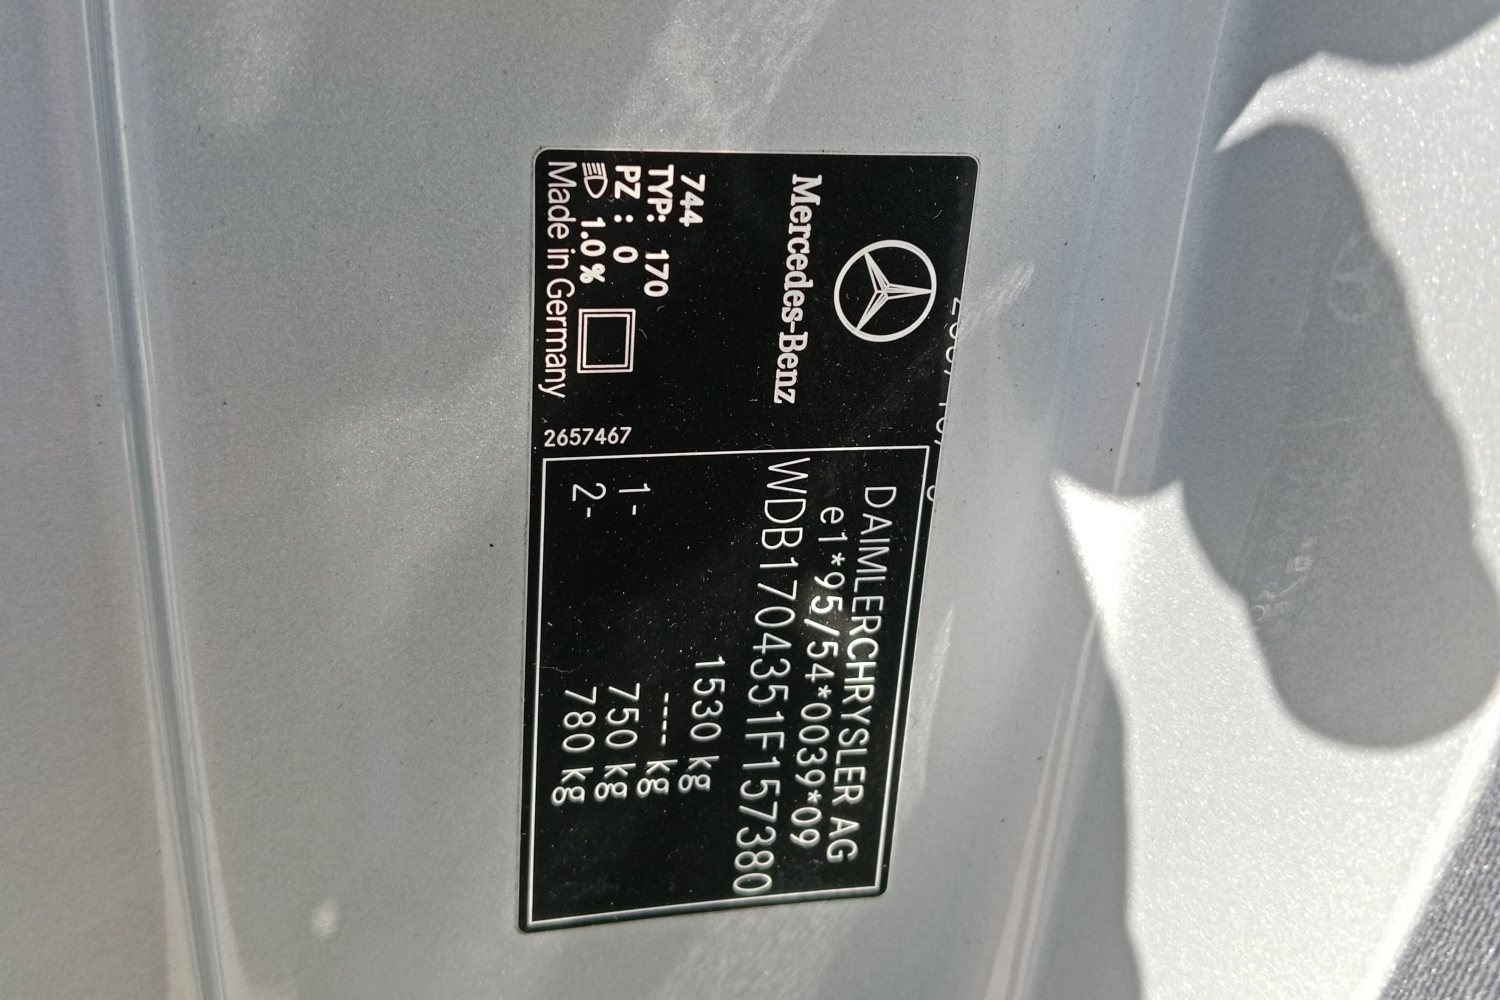 Mercedes-Benz
744
TYP: 170
PZ : 0
1.0 %
Made in Germany
2657467
DAIMLERCHRYSLER AG
e1*95/54*0039*09
WDB1704351F157380
1530 kg
---- kg
1- 750 kg
2- 780 kg